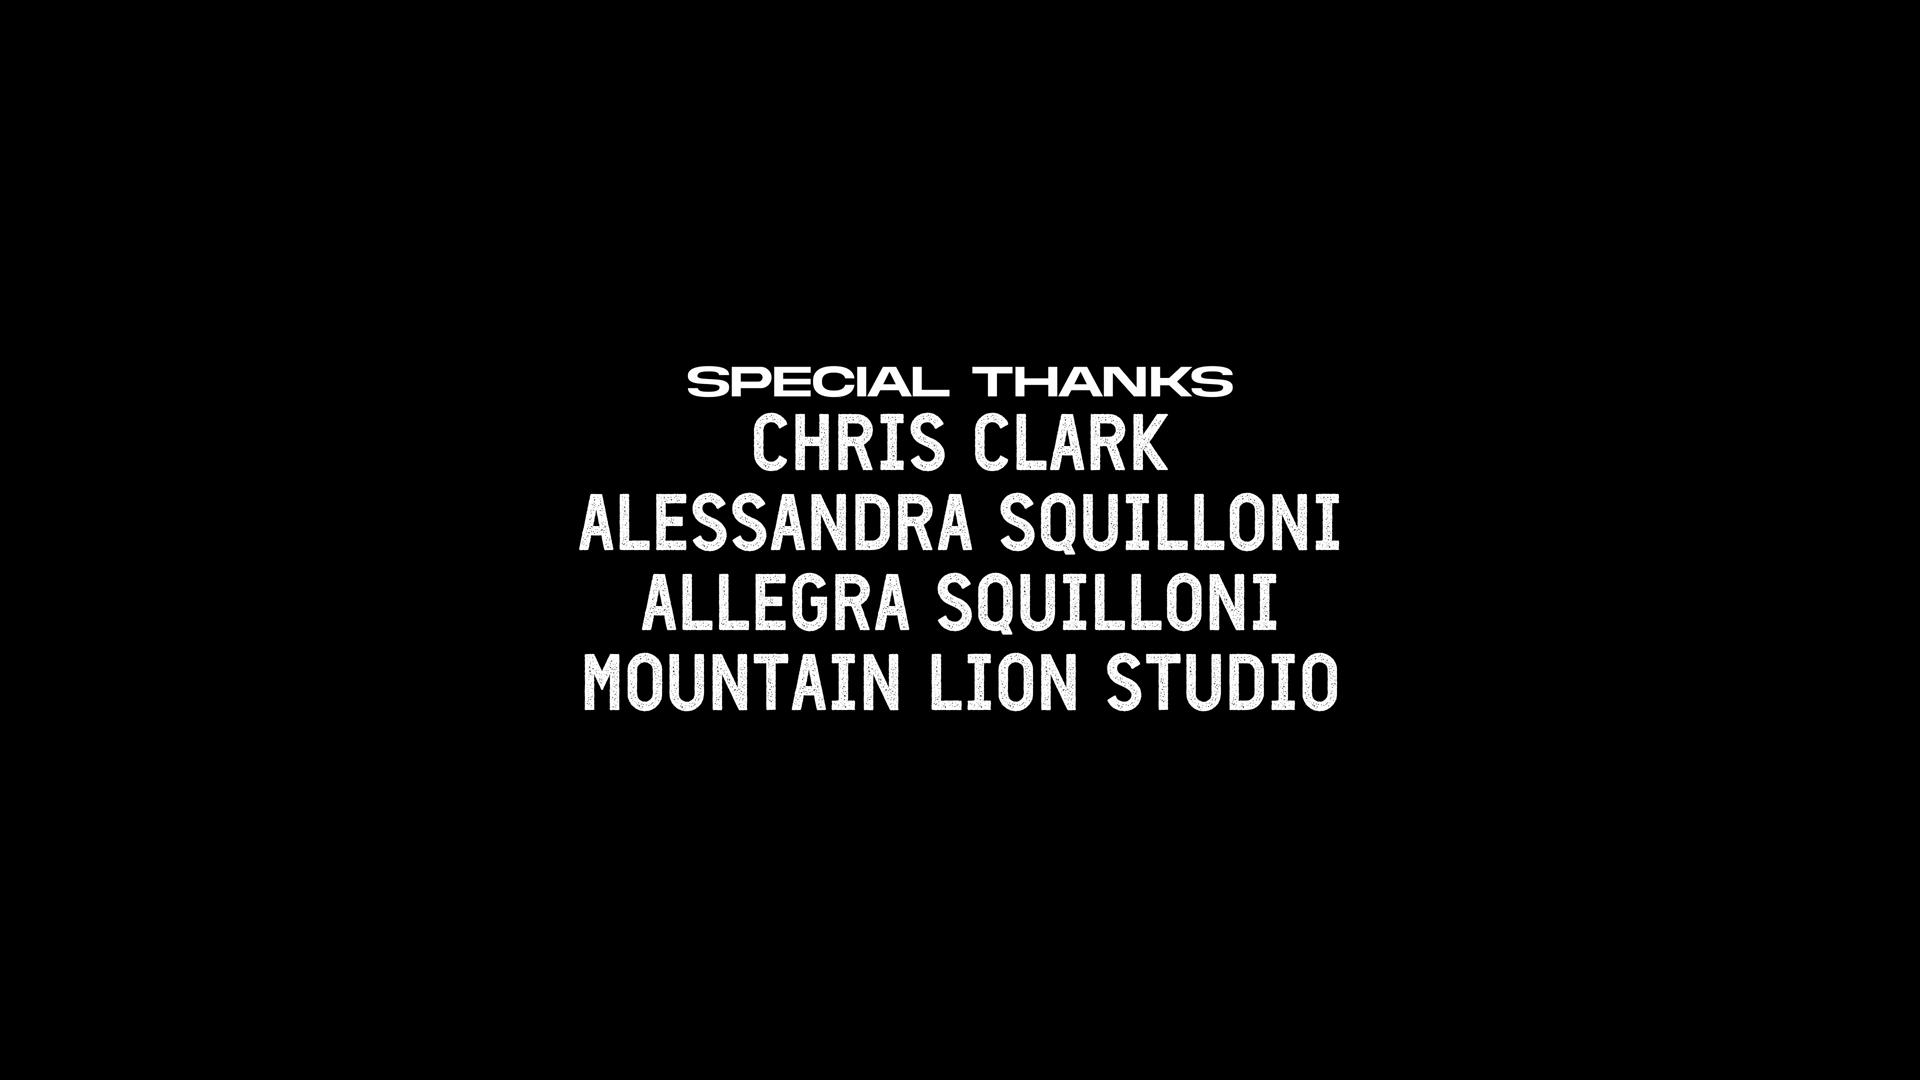 SPECIAL THANKS
CHRIS CLARK
ALESSANDRA SQUILLONI
ALLEGRA SQUILLONI
MOUNTAIN LION STUDIO